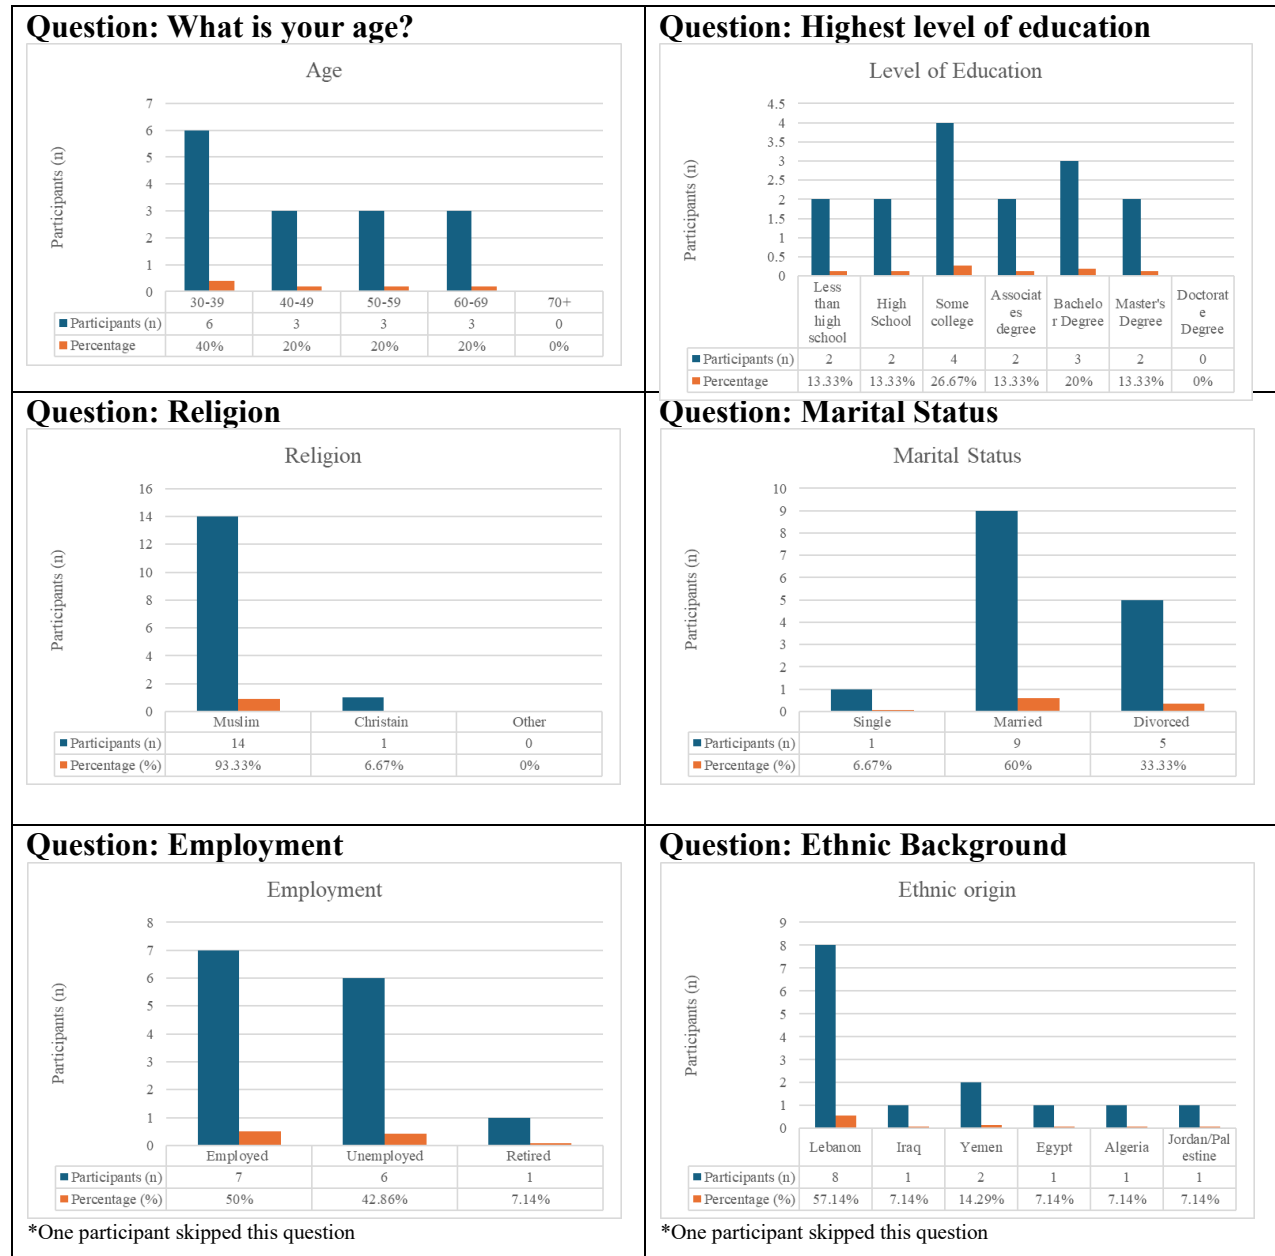 Question: What is your age?
Age
Participants (n)
7
6
5
4
3
2
1
0
30-39 40-49 50-59 60-69 70+
Participants (n) 6 3 3 3 0
Percentage 40% 20% 20% 20% 0%
Question: Highest level of education
Level of Education
Participants (n)
4.5
4
3.5
3
2.5
2
1.5
1
0.5
0
Less than high school High School Some college Associates degree Bachelor Degree Master's Degree Doctorate Degree
Participants (n) 2 2 4 2 3 2 0
Percentage 13.33% 13.33% 26.67% 13.33% 20% 13.33% 0%
Question: Religion
Religion
Participants (n)
16
14
12
10
8
6
4
2
0
Muslim Christain Other
Participants (n) 14 1 0
Percentage (%) 93.33% 6.67% 0%
Question: Marital Status
Marital Status
Participants (n)
10
9
8
7
6
5
4
3
2
1
0
Single Married Divorced
Participants (n) 1 9 5
Percentage (%) 6.67% 60% 33.33%
Question: Employment
Employment
Participants (n)
8
7
6
5
4
3
2
1
0
Employed Unemployed Retired
Participants (n) 7 6 1
Percentage (%) 50% 42.86% 7.14%
*One participant skipped this question
Question: Ethnic Background
Ethnic origin
Participants (n)
9
8
7
6
5
4
3
2
1
0
Lebanon Iraq Yemen Egypt Algeria Jordan/Palestine
Participants (n) 8 1 2 1 1 1
Percentage (%) 57.14% 7.14% 14.29% 7.14% 7.14% 7.14%
*One participant skipped this question